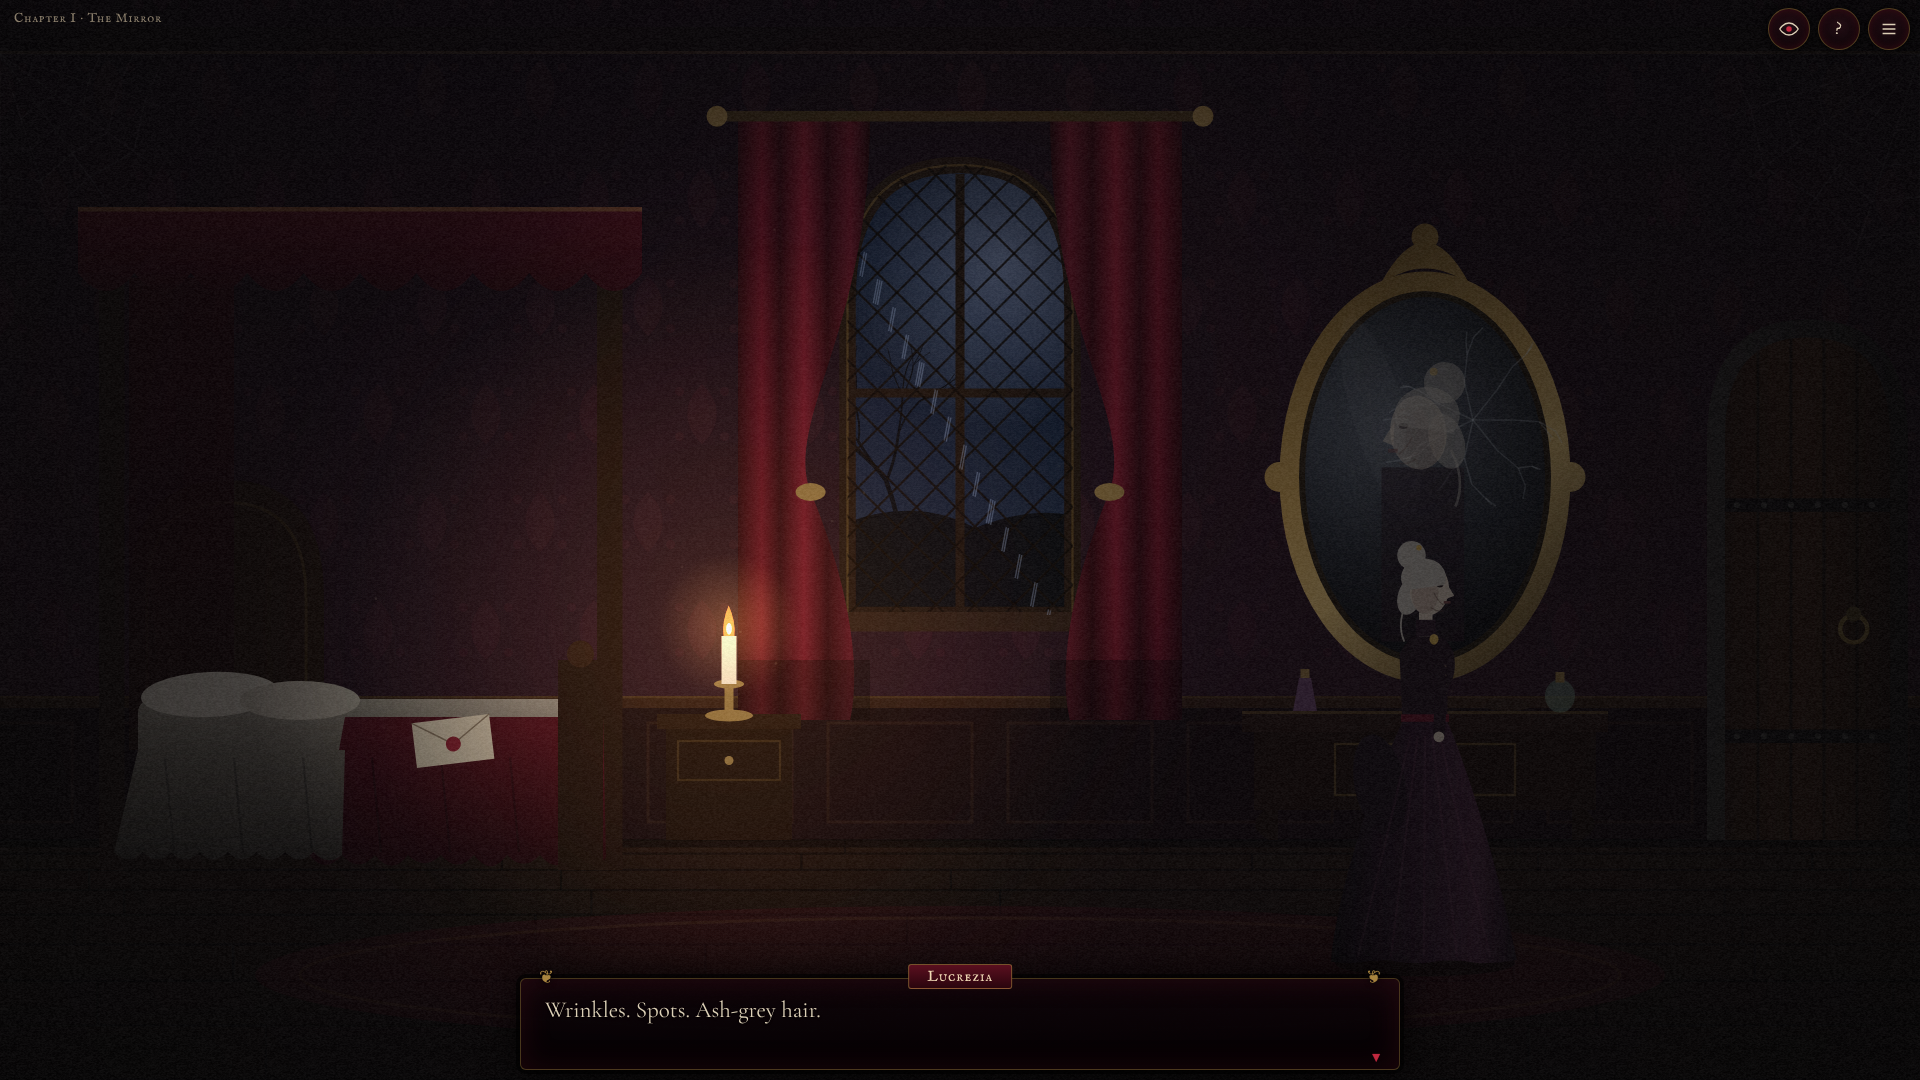 Chapter I · The Mirror
?
Lucrezia
Wrinkles. Spots. Ash-grey hair.